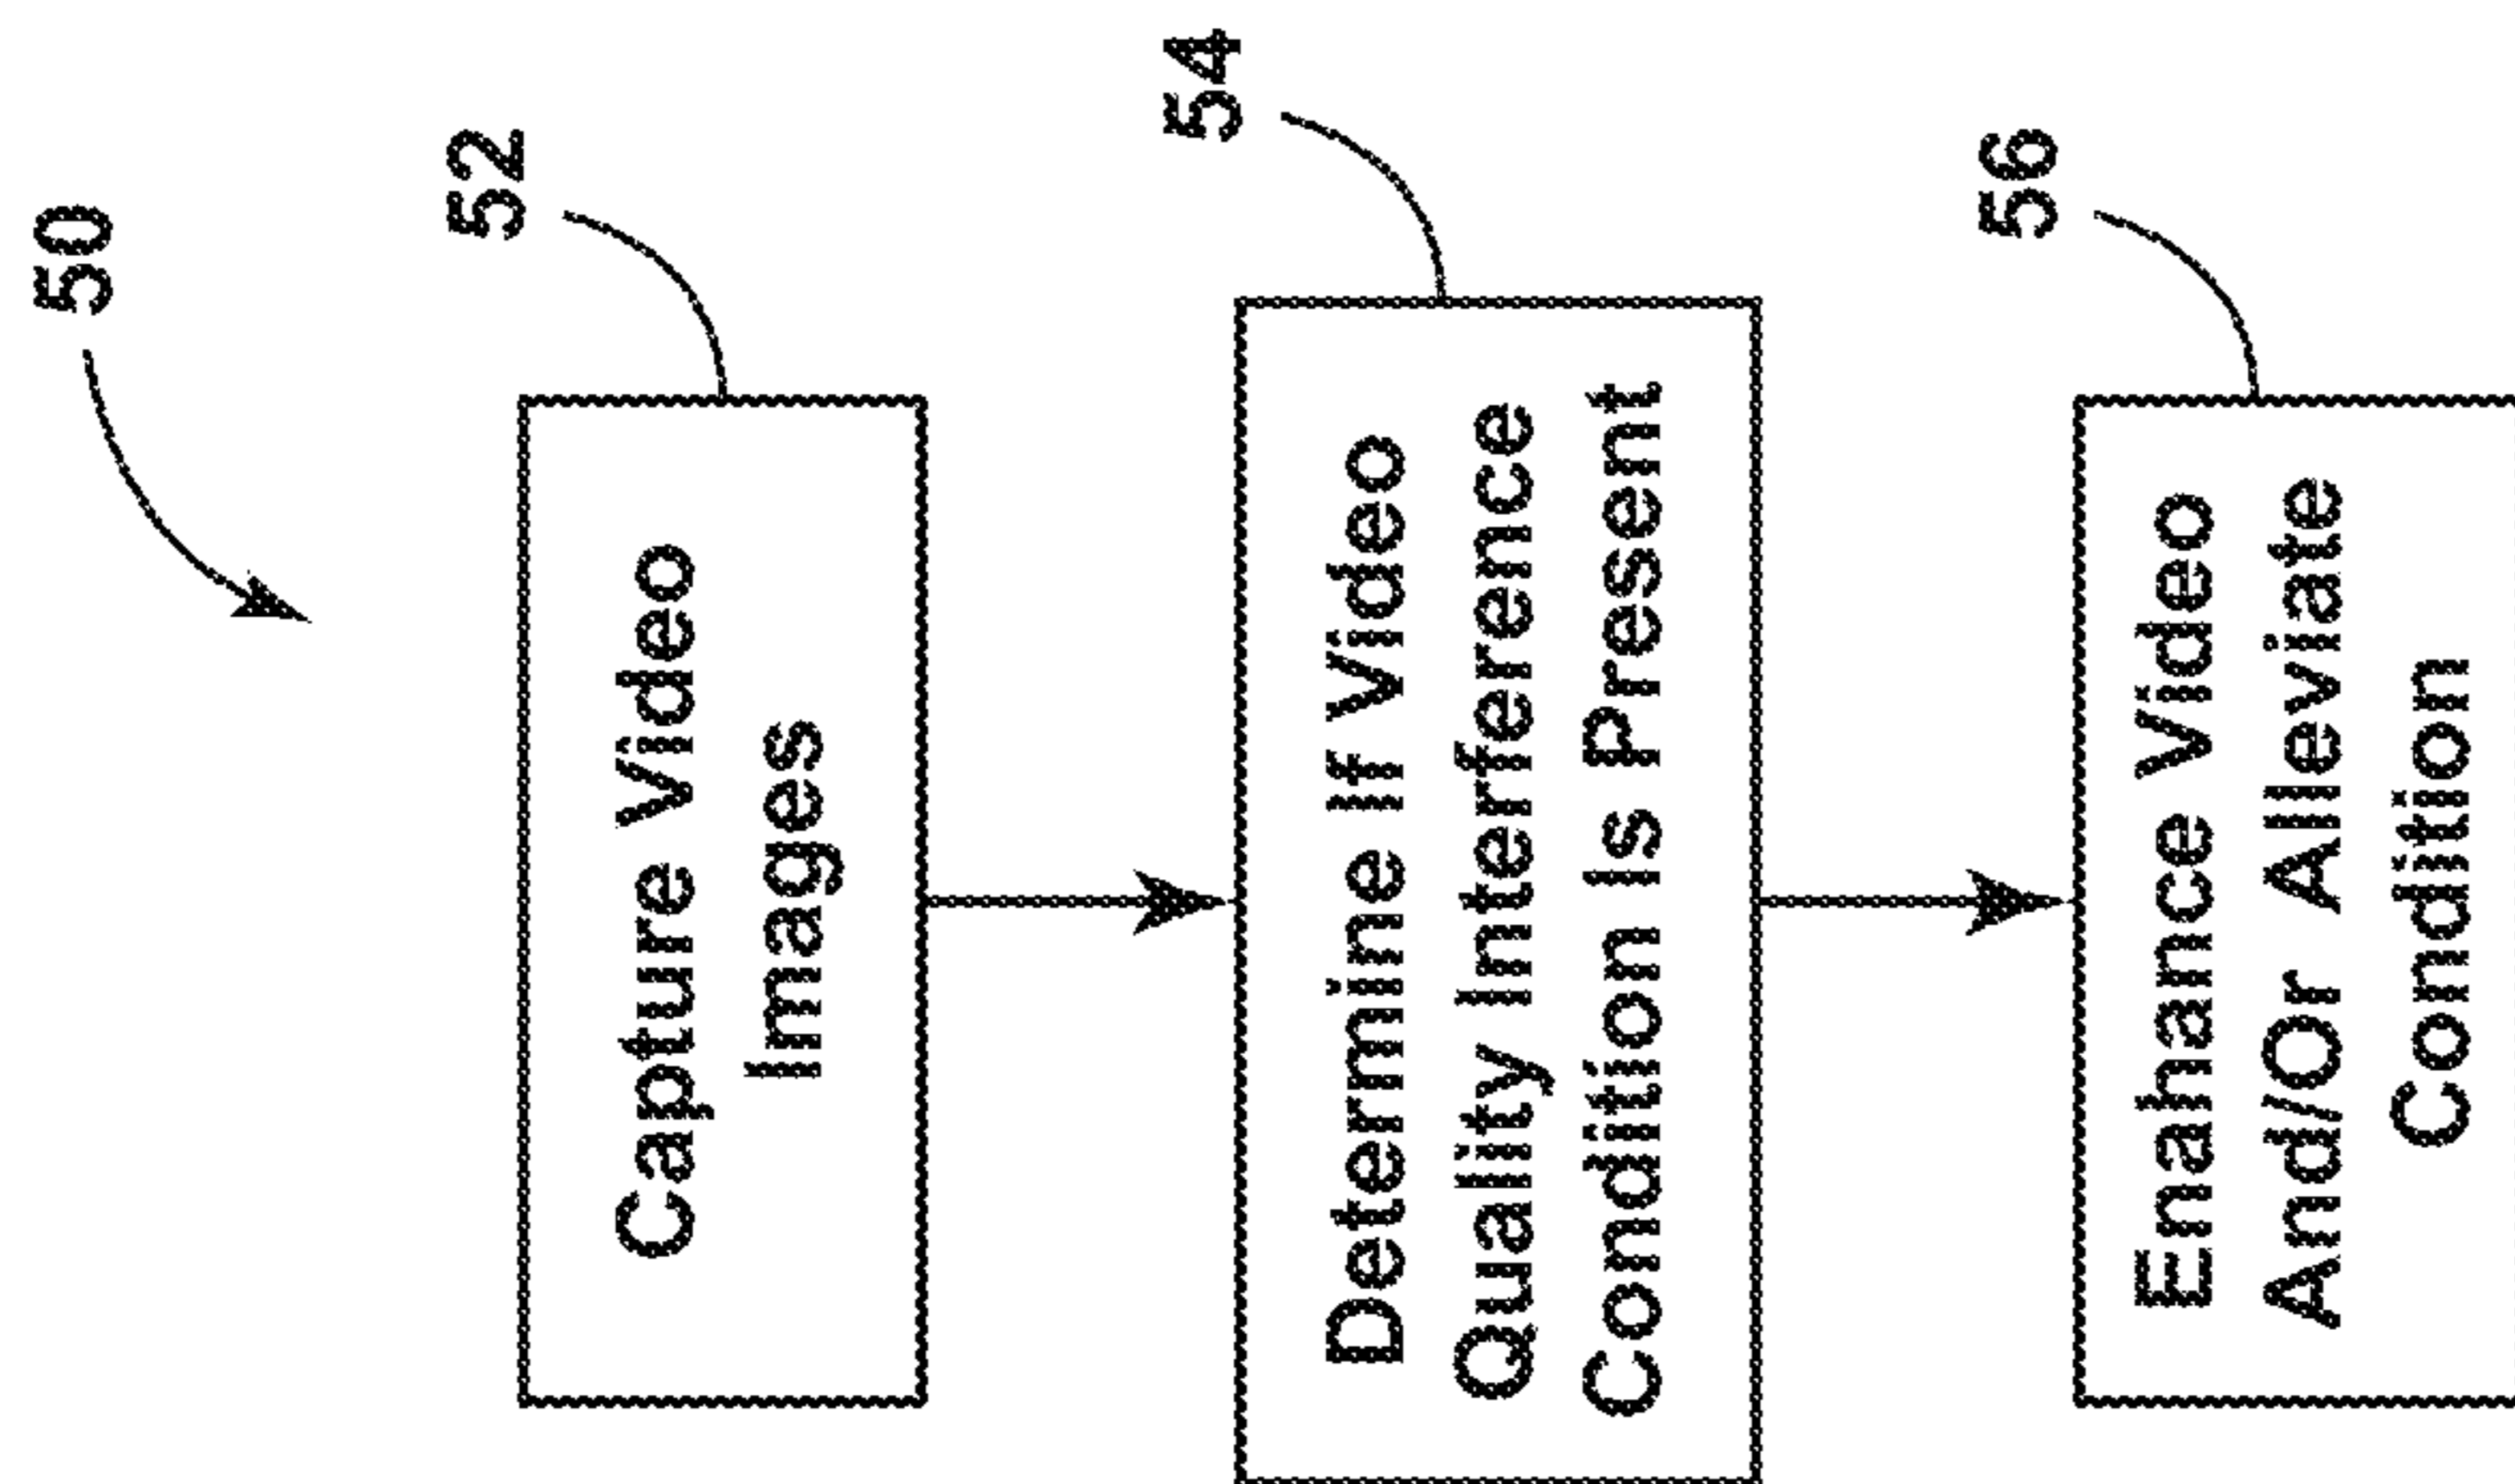 50
52
Capture Video
Images
54
Determine If Video
Quality Interference
Condition Is Present
56
Enahance Video
And/Or Alleviate
Condition